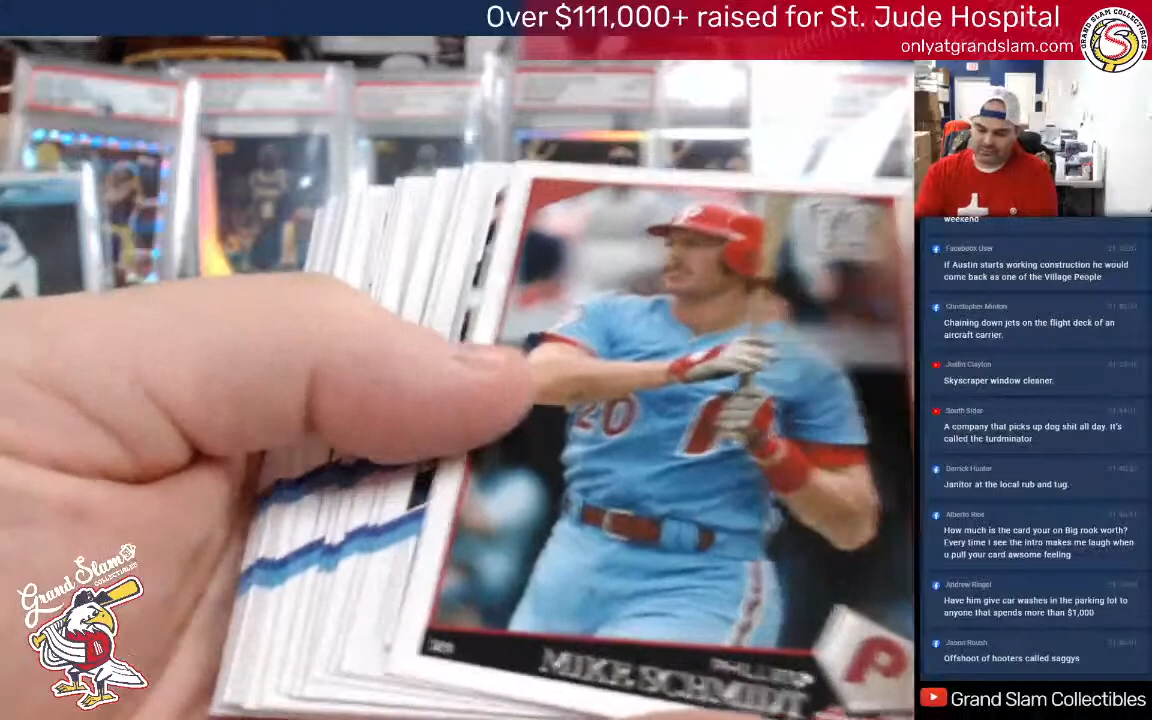 Over $111,000+ raised for St. Jude Hospital
onlyatgrandslam.com
GRAND SLAM COLLECTIBLES
S
weekend
Facebook User
If Austin starts working construction he would
come back as one of the Village People
Christopher Minton
Chaining down jets on the flight deck of an
aircraft carrier.
Justin Clayton
Skyscraper window cleaner.
South Sider
A company that picks up dog shit all day. It's
called the turdminator
Derrick Hunter
Janitor at the local rub and tug.
Alberto Rios
How much is the card your on Big rook worth?
Every time I see the intro makes me laugh when
u pull your card awsome feeling
Andrew Ringel
Have him give car washes in the parking lot to
anyone that spends more than $1,000
Jason Roush
Offshoot of hooters called saggys
Grand Slam Collectibles
20
P
PHILLIES
MIKE SCHMIDT
P
Grand Slam
COLLECTIBLES